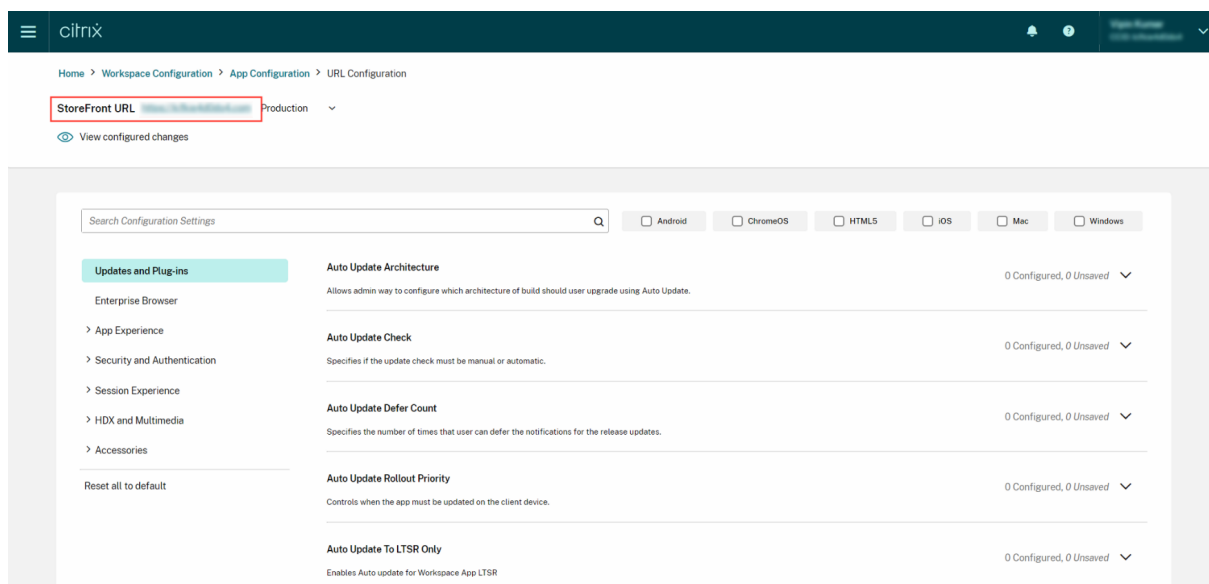 citrix
Home > Workspace Configuration > App Configuration > URL Configuration
StoreFront URL Production
View configured changes
Search Configuration Settings
Android ChromeOS HTML5 iOS Mac Windows
Updates and Plug-ins
Enterprise Browser
> App Experience
> Security and Authentication
> Session Experience
> HDX and Multimedia
> Accessories
Reset all to default
Auto Update Architecture
0 Configured, 0 Unsaved
Allows admin way to configure which architecture of build should user upgrade using Auto Update.
Auto Update Check
0 Configured, 0 Unsaved
Specifies if the update check must be manual or automatic.
Auto Update Defer Count
0 Configured, 0 Unsaved
Specifies the number of times that user can defer the notifications for the release updates.
Auto Update Rollout Priority
0 Configured, 0 Unsaved
Controls when the app must be updated on the client device.
Auto Update To LTSR Only
0 Configured, 0 Unsaved
Enables Auto update for Workspace App LTSR